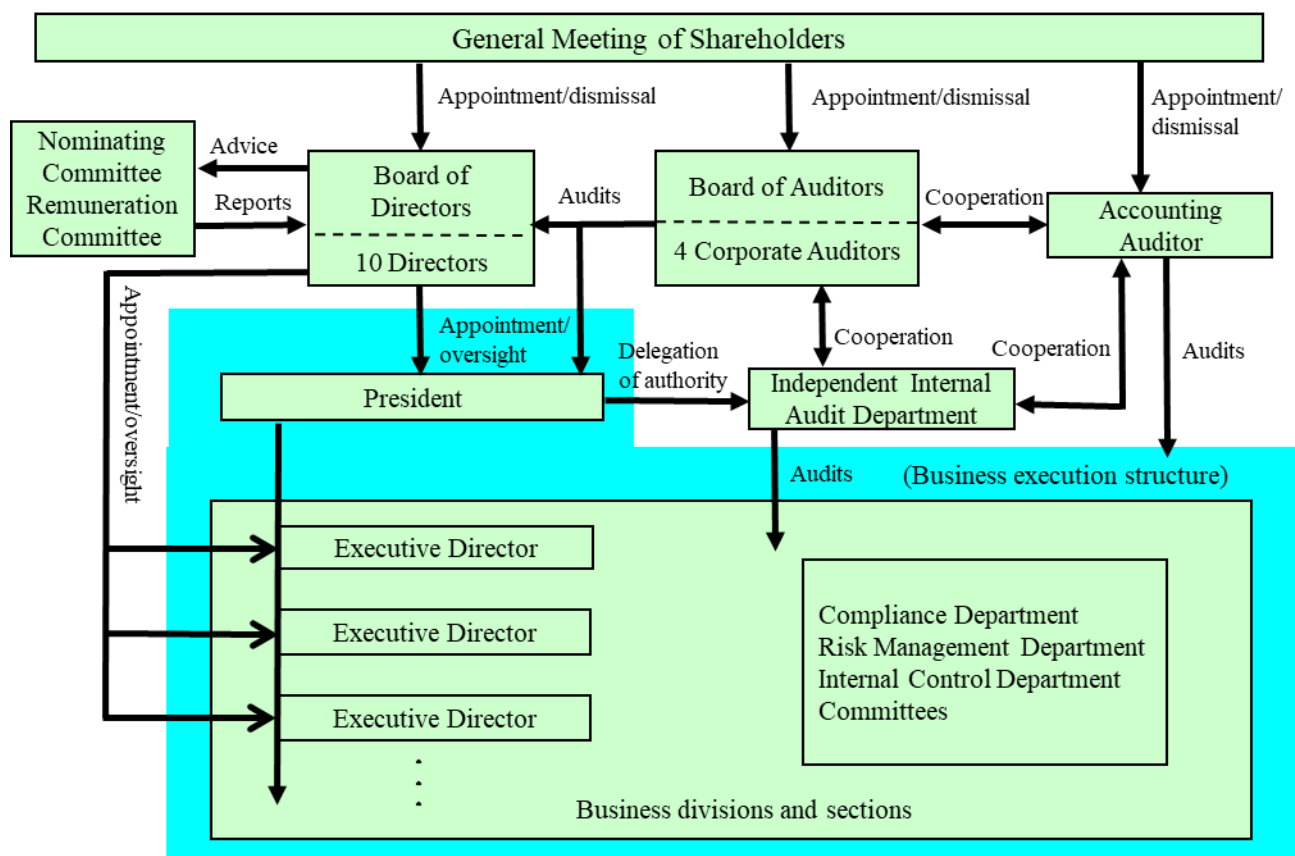 General Meeting of Shareholders
Appointment/dismissal
Appointment/dismissal
Appointment/
dismissal
Nominating
Committee
Remuneration
Committee
Advice
Reports
Board of
Directors
10 Directors
Audits
Board of Auditors
4 Corporate Auditors
Cooperation
Accounting
Auditor
Appointment/oversight
Appointment/
oversight
Delegation
of authority
Cooperation
Cooperation
Audits
President
Independent Internal
Audit Department
Audits
(Business execution structure)
Executive Director
Executive Director
Executive Director
Compliance Department
Risk Management Department
Internal Control Department
Committees
Business divisions and sections